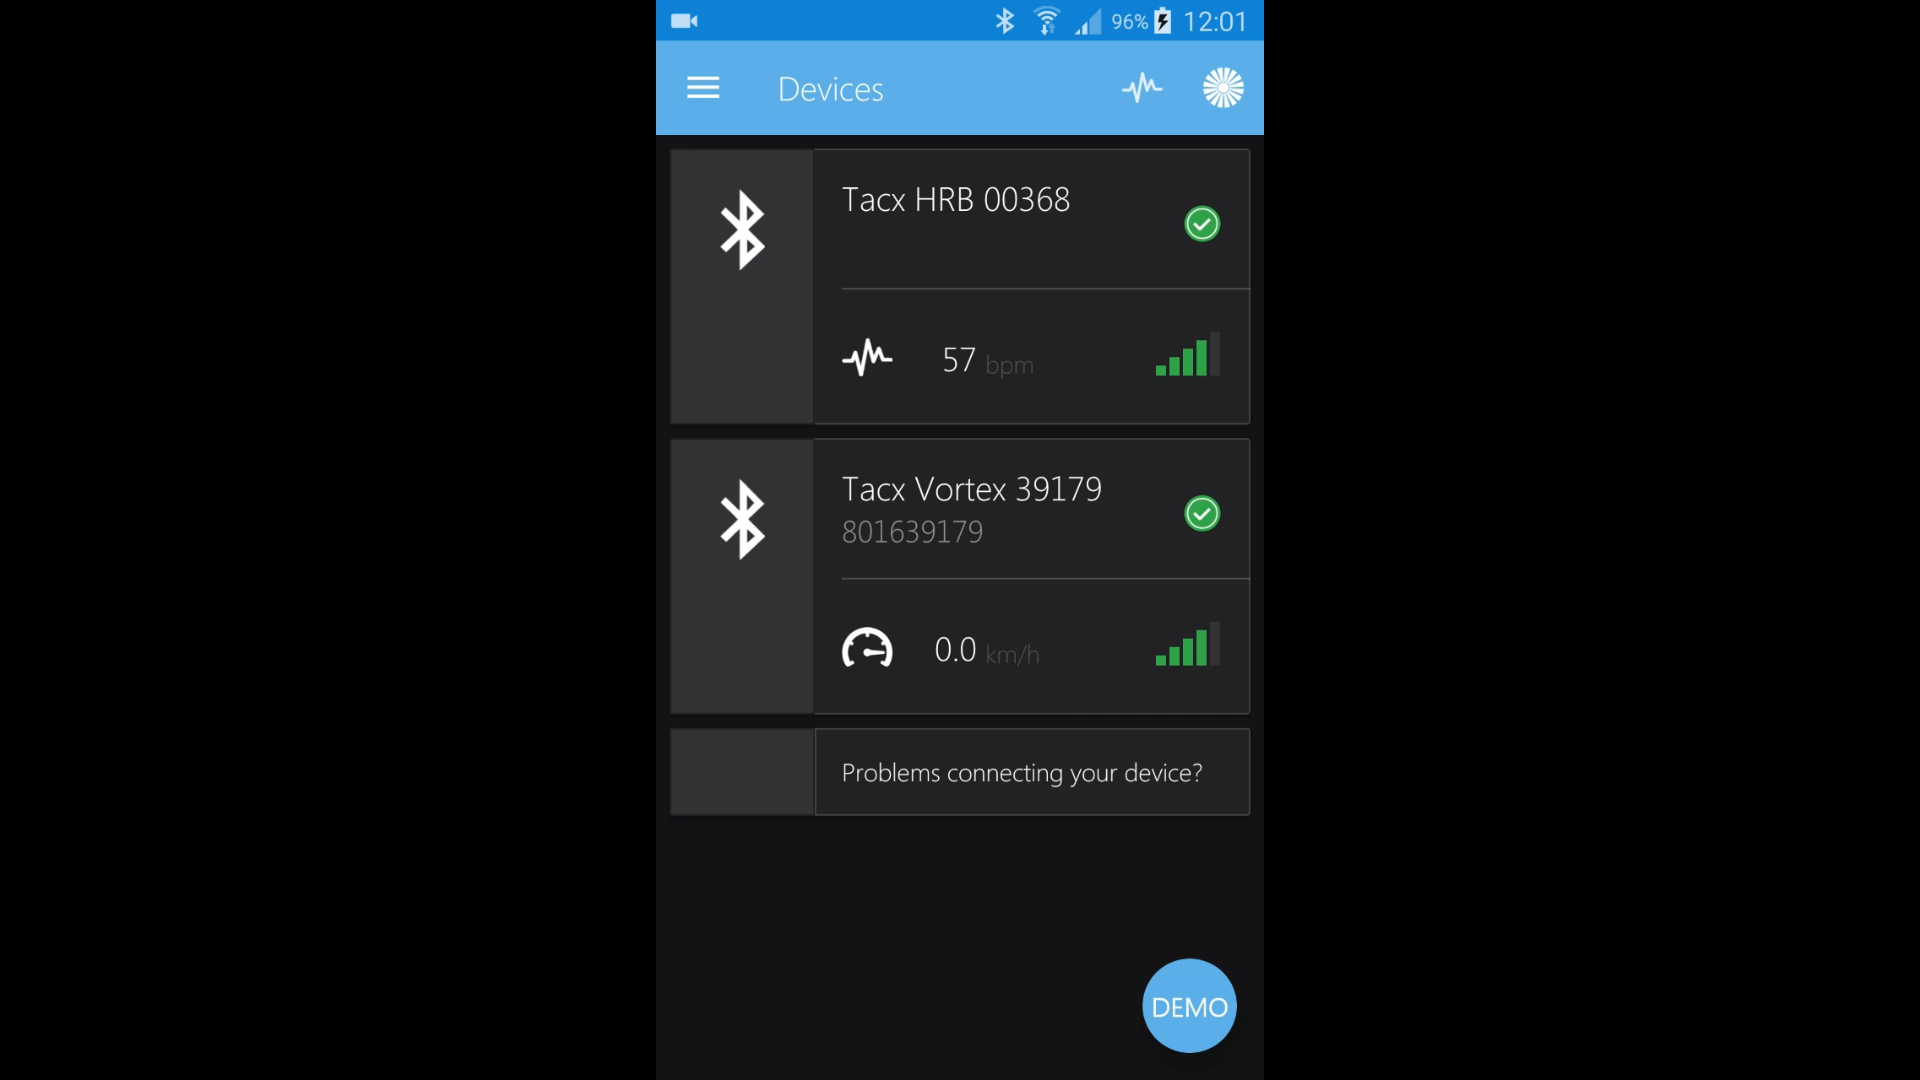 96% 12:01
Devices
Tacx HRB 00368
57 bpm
Tacx Vortex 39179
801639179
0.0 km/h
Problems connecting your device?
DEMO